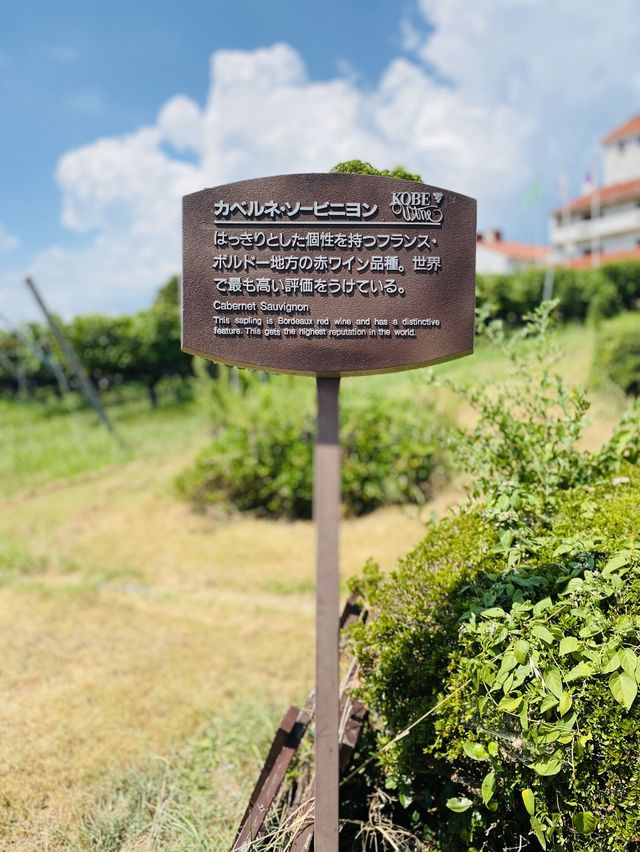 カベルネ・ソービニヨン
KOBE Wine
はっきりとした個性を持つフランス・
ボルドー地方の赤ワイン品種。世界
で最も高い評価をうけている。
Cabernet Sauvignon
This sapling is Bordeaux red wine and has a distinctive
feature. This gets the highest reputation in the world.